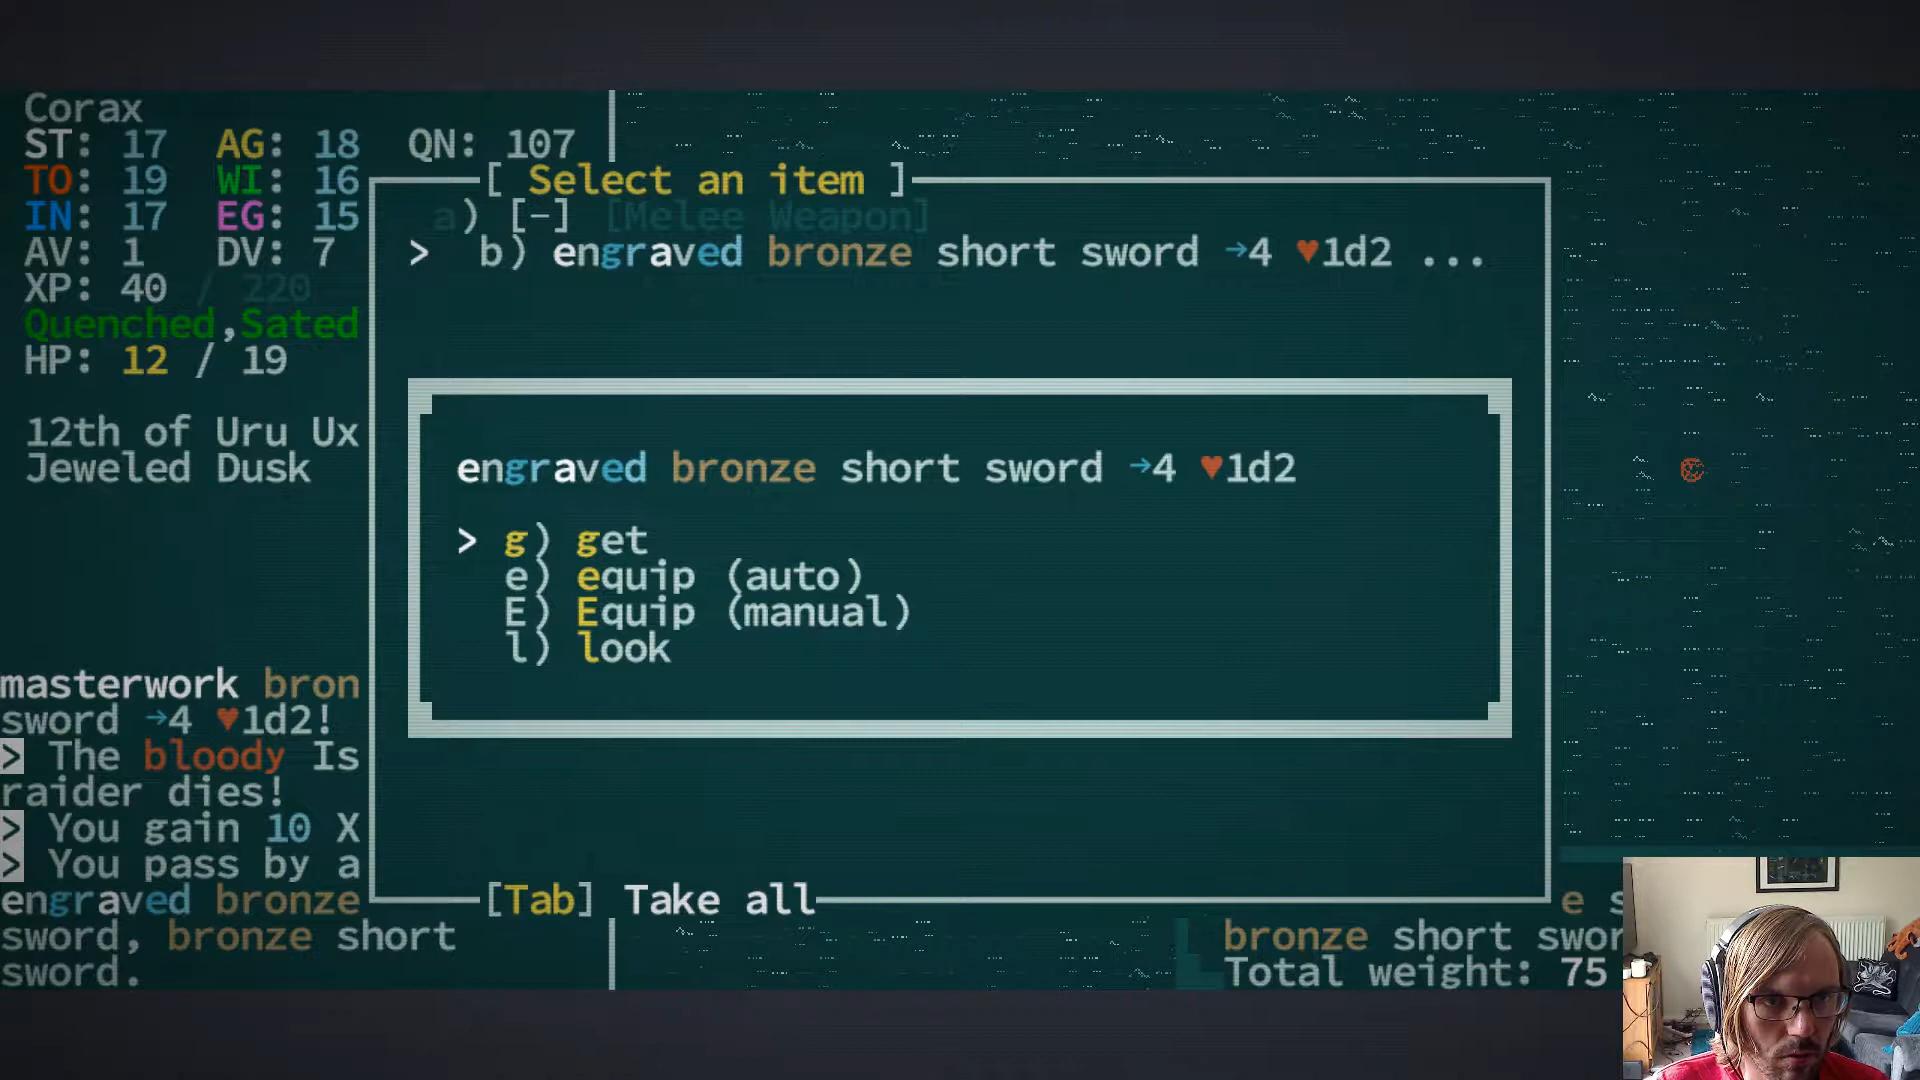 Corax
ST: 17 AG: 18 QN: 107
TO: 19 WI: 16
IN: 17 EG: 15
AV: 1 DV: 7
XP: 40 / 220
Quenched,Sated
HP: 12 / 19
12th of Uru Ux
Jeweled Dusk
[ Select an item ]
a) [-] [Melee Weapon]
> b) engraved bronze short sword →4 ♥1d2 ...
engraved bronze short sword →4 ♥1d2
> g) get
e) equip (auto)
E) Equip (manual)
l) look
[Tab] Take all
masterwork bron
sword →4 ♥1d2!
> The bloody Is
raider dies!
> You gain 10 X
> You pass by a
engraved bronze
sword, bronze short
sword.
e s
bronze short swor
Total weight: 75